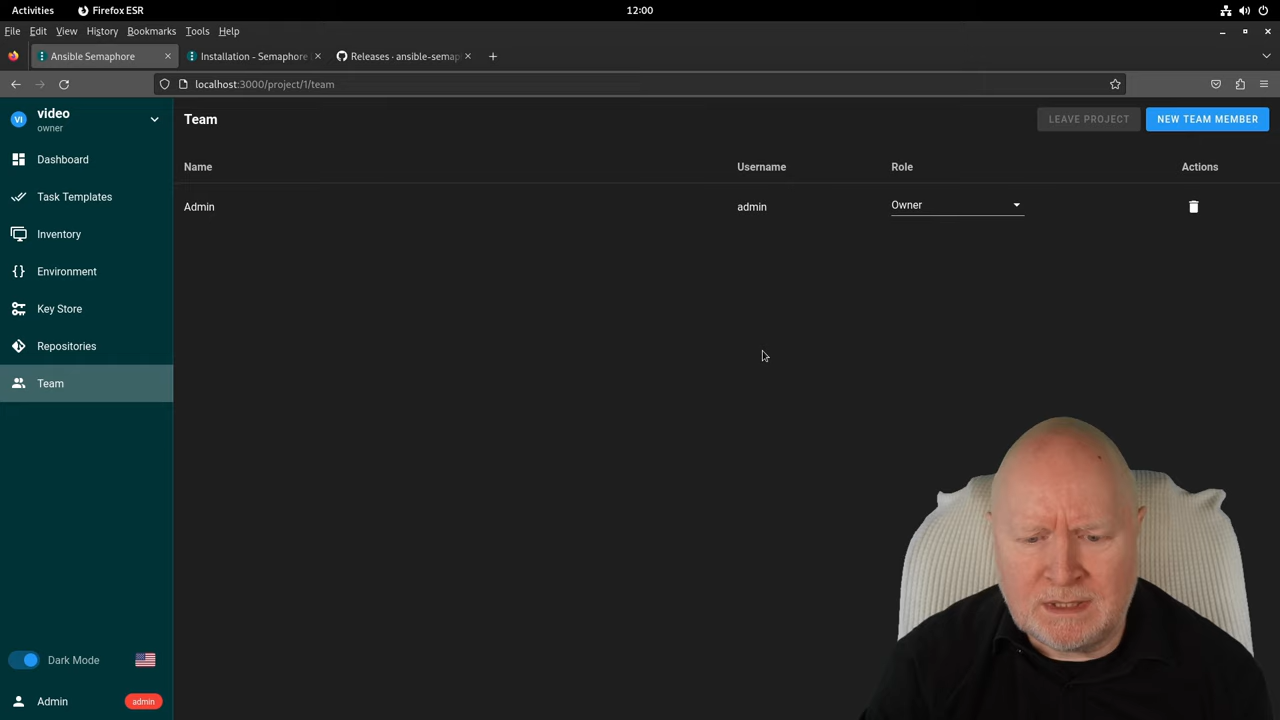 Activities Firefox ESR 12:00
File Edit View History Bookmarks Tools Help
Ansible Semaphore Installation - Semaphore Releases · ansible-semap
localhost:3000/project/1/team
VI video
owner
Team LEAVE PROJECT NEW TEAM MEMBER
Dashboard
Task Templates
Inventory
Environment
Key Store
Repositories
Team
Name Username Role Actions
Admin admin Owner
Dark Mode
Admin admin